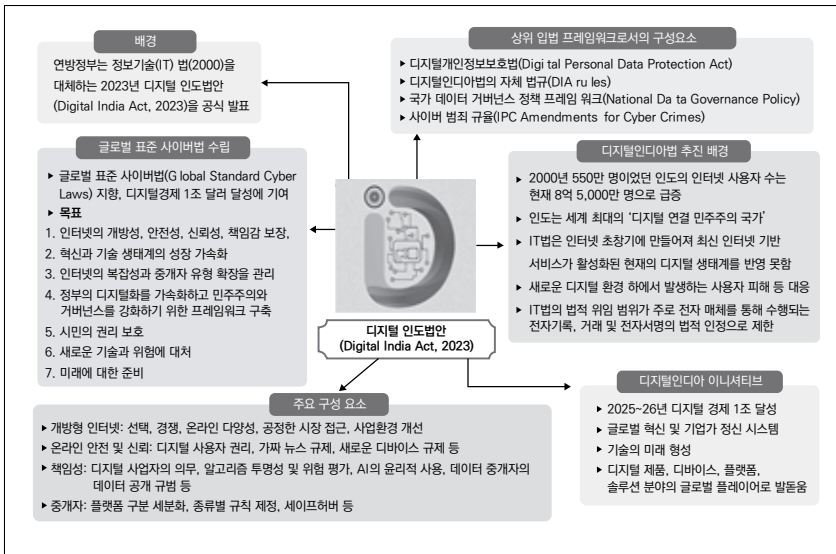 배경
연방정부는 정보기술(IT) 법(2000)을
대체하는 2023년 디지털 인도법안
(Digital India Act, 2023)을 공식 발표
상위 입법 프레임워크로서의 구성요소
▶ 디지털개인정보보호법(Digi tal Personal Data Protection Act)
▶ 디지털인디아법의 자체 법규(DIA ru les)
▶ 국가 데이터 거버넌스 정책 프레임 워크(National Da ta Governance Policy)
▶ 사이버 범죄 규율(IPC Amendments for Cyber Crimes)
글로벌 표준 사이버법 수립
▶ 글로벌 표준 사이버법(G lobal Standard Cyber
Laws) 지향, 디지털경제 1조 달러 달성에 기여
▶ 목표
1. 인터넷의 개방성, 안전성, 신뢰성, 책임감 보장,
2. 혁신과 기술 생태계의 성장 가속화
3. 인터넷의 복잡성과 중개자 유형 확장을 관리
4. 정부의 디지털화를 가속화하고 민주주의와
거버넌스를 강화하기 위한 프레임워크 구축
5. 시민의 권리 보호
6. 새로운 기술과 위험에 대처
7. 미래에 대한 준비
디지털 인도법안
(Digital India Act, 2023)
디지털인디아법 추진 배경
▶ 2000년 550만 명이었던 인도의 인터넷 사용자 수는
현재 8억 5,000만 명으로 급증
▶ 인도는 세계 최대의 ‘디지털 연결 민주주의 국가’
▶ IT법은 인터넷 초창기에 만들어져 최신 인터넷 기반
서비스가 활성화된 현재의 디지털 생태계를 반영 못함
▶ 새로운 디지털 환경 하에서 발생하는 사용자 피해 등 대응
▶ IT법의 법적 위임 범위가 주로 전자 매체를 통해 수행되는
전자기록, 거래 및 전자서명의 법적 인정으로 제한
주요 구성 요소
▶ 개방형 인터넷: 선택, 경쟁, 온라인 다양성, 공정한 시장 접근, 사업환경 개선
▶ 온라인 안전 및 신뢰: 디지털 사용자 권리, 가짜 뉴스 규제, 새로운 디바이스 규제 등
▶ 책임성: 디지털 사업자의 의무, 알고리즘 투명성 및 위험 평가, AI의 윤리적 사용, 데이터 중개자의
데이터 공개 규범 등
▶ 중개자: 플랫폼 구분 세분화, 종류별 규칙 제정, 세이프허버 등
디지털인디아 이니셔티브
▶ 2025~26년 디지털 경제 1조 달성
▶ 글로벌 혁신 및 기업가 정신 시스템
▶ 기술의 미래 형성
▶ 디지털 제품, 디바이스, 플랫폼,
솔루션 분야의 글로벌 플레이어로 발돋움